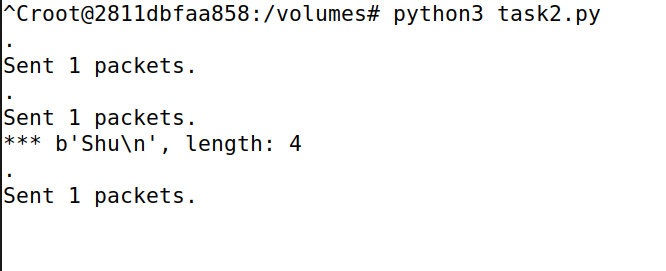 ^Croot@2811dbfaa858:/volumes# python3 task2.py
.
Sent 1 packets.
.
Sent 1 packets.
*** b'Shu\n', length: 4
.
Sent 1 packets.